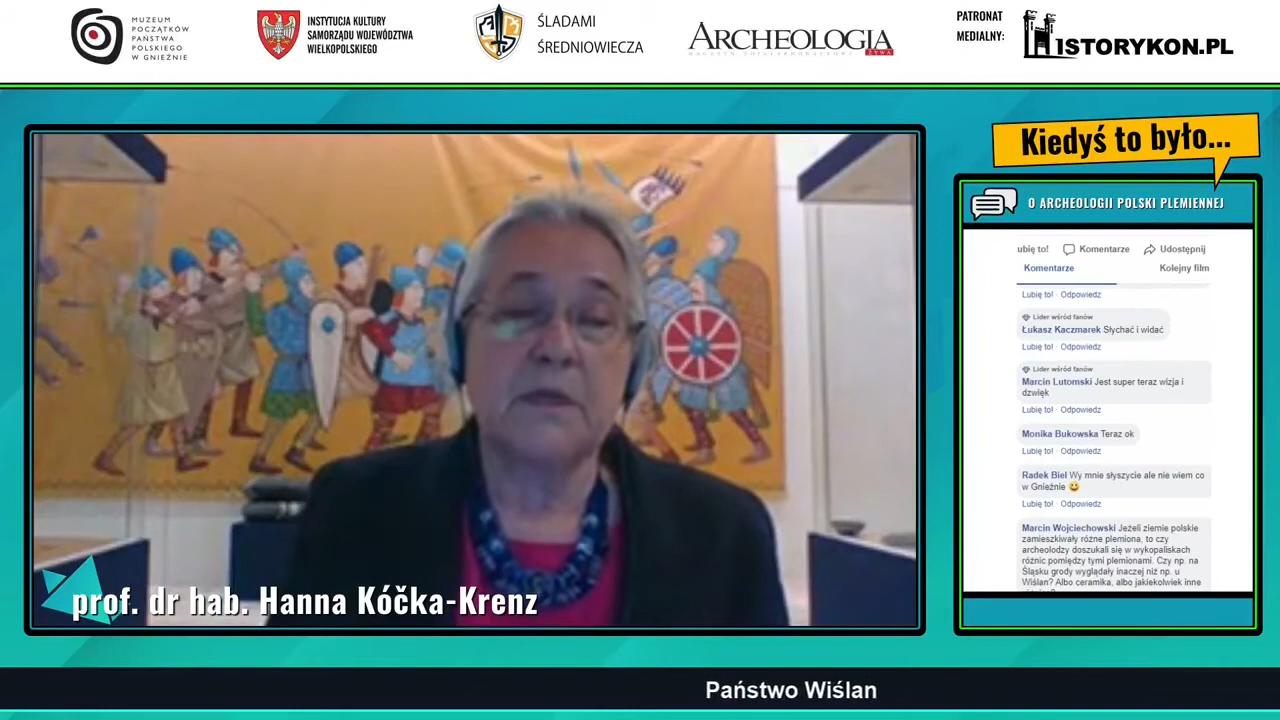 MUZEUM
POCZĄTKÓW
PAŃSTWA
POLSKIEGO
W GNIEŹNIE
INSTYTUCJA KULTURY
SAMORZĄDU WOJEWÓDZTWA
WIELKOPOLSKIEGO
ŚLADAMI
ŚREDNIOWIECZA
ARCHEOLOGIA
ŻYWA
PATRONAT
MEDIALNY:
HISTORYKON.PL
Kiedyś to było...
O ARCHEOLOGII POLSKI PLEMIENNEJ
ubię to! Komentarze Udostępnij
Komentarze Kolejny film
Lubię to! · Odpowiedz
Lider wśród fanów
Łukasz Kaczmarek Słychać i widać
Lubię to! · Odpowiedz
Lider wśród fanów
Marcin Lutomski Jest super teraz wizja i
dzwięk
Lubię to! · Odpowiedz
Monika Bukowska Teraz ok
Lubię to! · Odpowiedz
Radek Biel Wy mnie słyszycie ale nie wiem co
w Gnieźnie 😀
Lubię to! · Odpowiedz
Marcin Wojciechowski Jeżeli ziemie polskie
zamieszkiwały różne plemiona, to czy
archeolodzy doszukali się w wykopaliskach
różnic pomiędzy tymi plemionami. Czy np. na
Śląsku grody wyglądały inaczej niż np. u
Wiślan? Albo ceramika, albo jakiekolwiek inne
prof. dr hab. Hanna Kóčka-Krenz
Państwo Wiślan